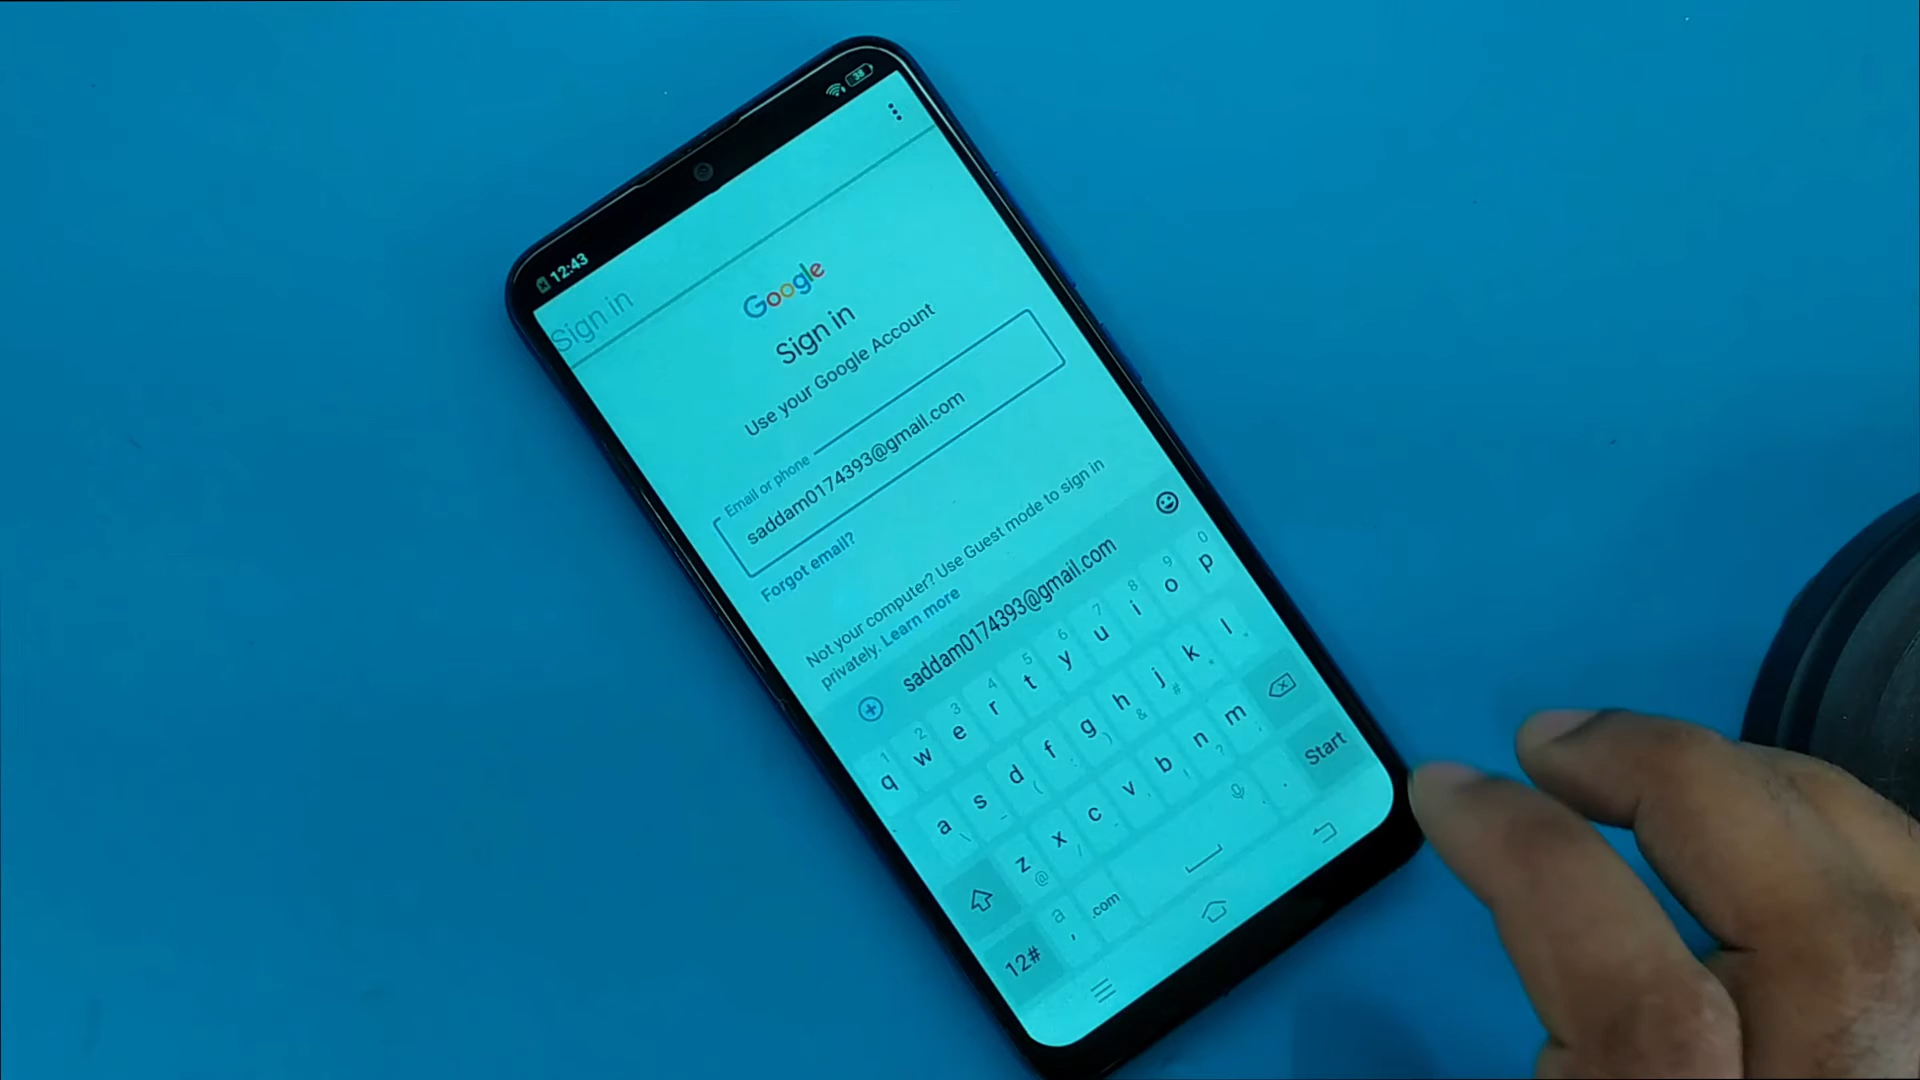 12:43
38
Sign in
Google
Sign in
Use your Google Account
Email or phone
saddam0174393@gmail.com
Forgot email?
Not your computer? Use Guest mode to sign in
privately. Learn more
saddam0174393@gmail.com
1 2 3 4 5 6 7 8 9 0
q w e r t y u i o p
a s d f g h j k l
\ _ ( : ) & # *
z x c v b n m
@ / - ' ! ? ;
12# a , .com . Start